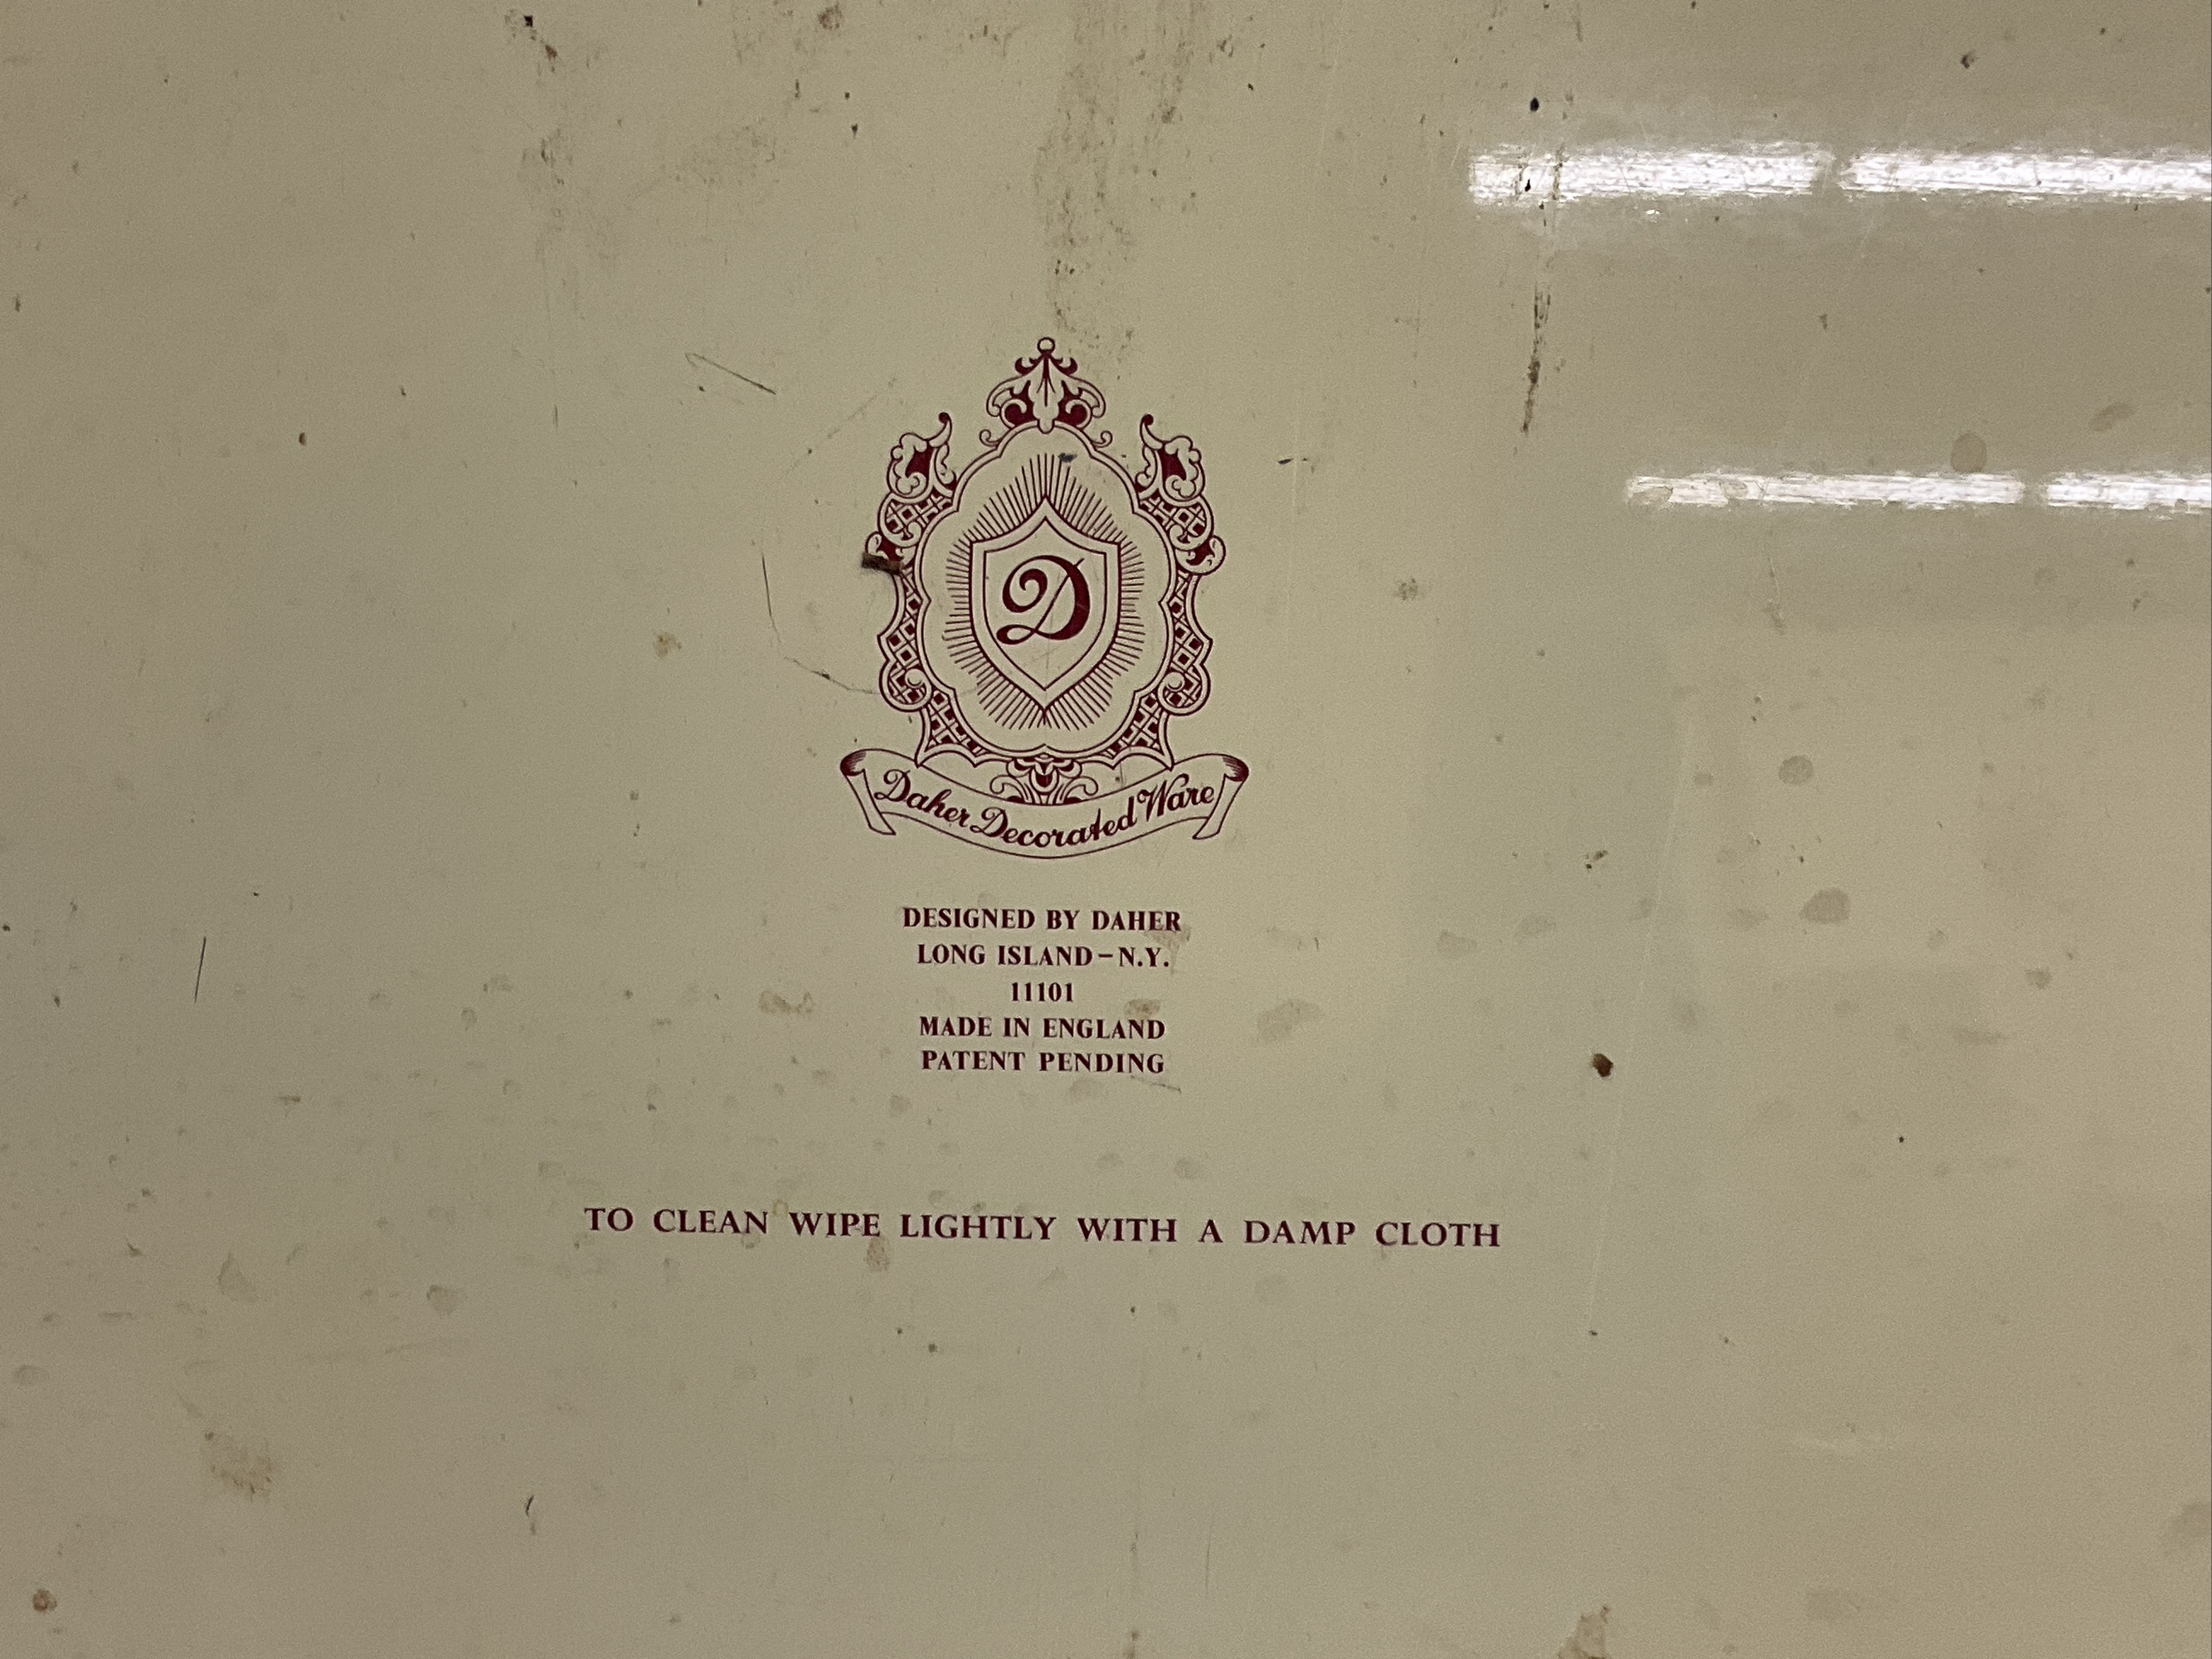 D
Daher Decorated Ware
DESIGNED BY DAHER
LONG ISLAND–N.Y.
11101
MADE IN ENGLAND
PATENT PENDING
TO CLEAN WIPE LIGHTLY WITH A DAMP CLOTH